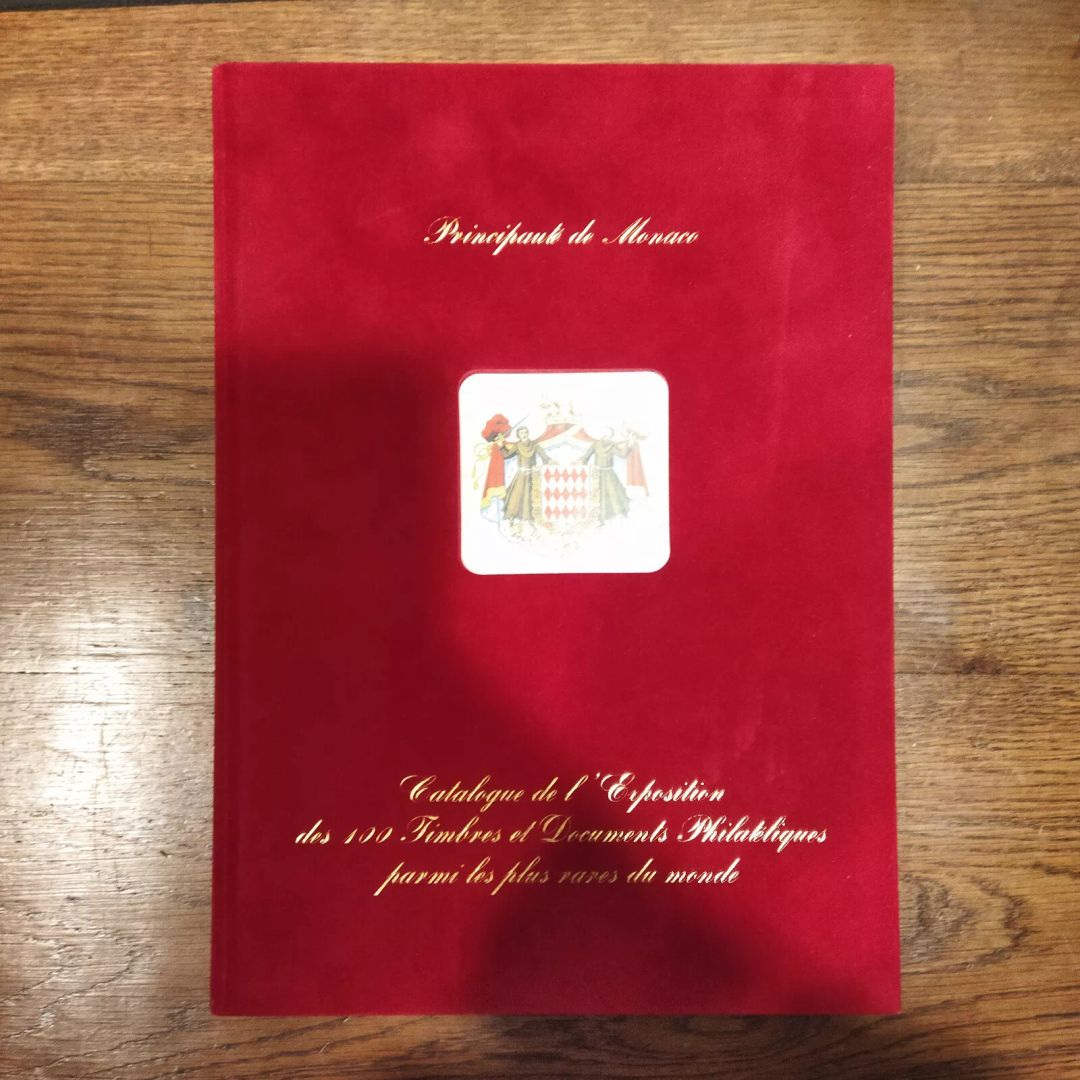 Principauté de Monaco
Catalogue de l'Exposition
des 100 Timbres et Documents Philatéliques
parmi les plus rares du monde